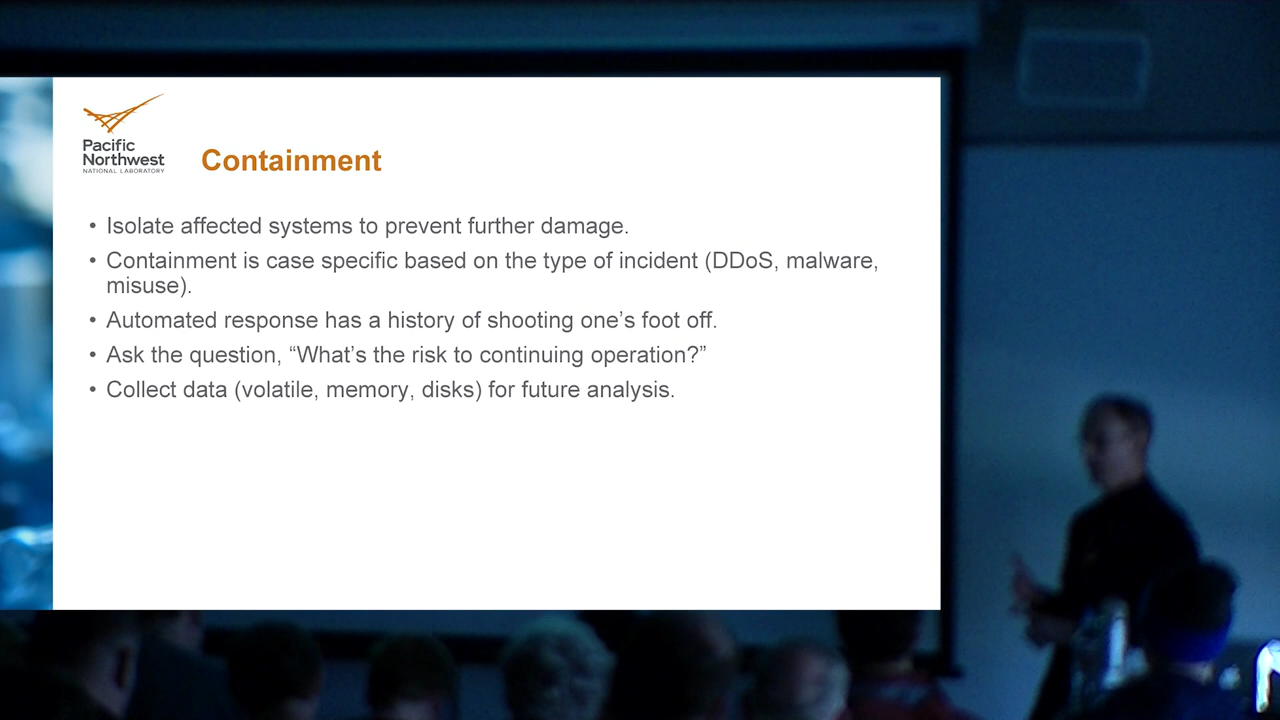 Pacific
Northwest
NATIONAL LABORATORY
Containment
• Isolate affected systems to prevent further damage.
• Containment is case specific based on the type of incident (DDoS, malware,
misuse).
• Automated response has a history of shooting one’s foot off.
• Ask the question, “What’s the risk to continuing operation?”
• Collect data (volatile, memory, disks) for future analysis.